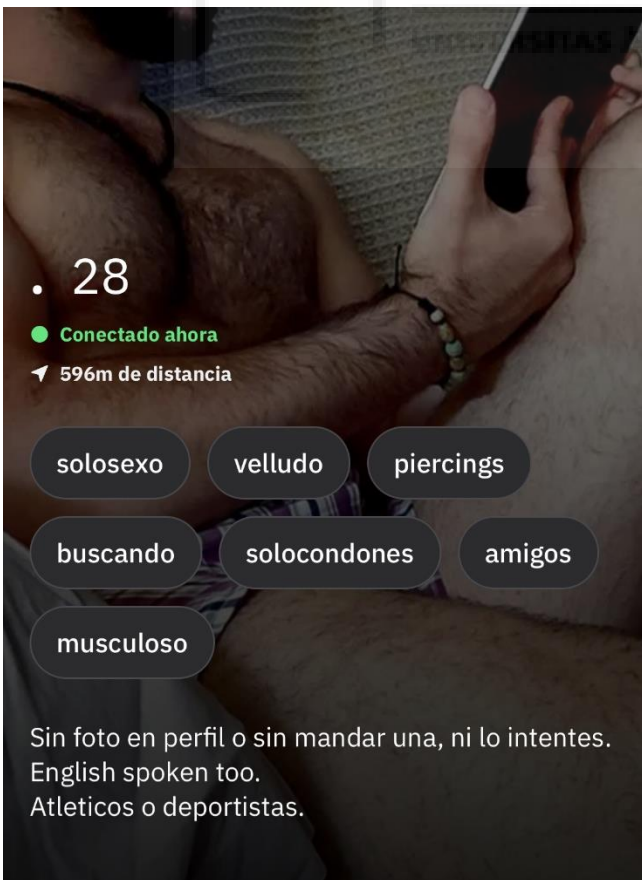 . 28
Conectado ahora
596m de distancia
solosexo velludo piercings
buscando solocondones amigos
musculoso
Sin foto en perfil o sin mandar una, ni lo intentes.
English spoken too.
Atleticos o deportistas.